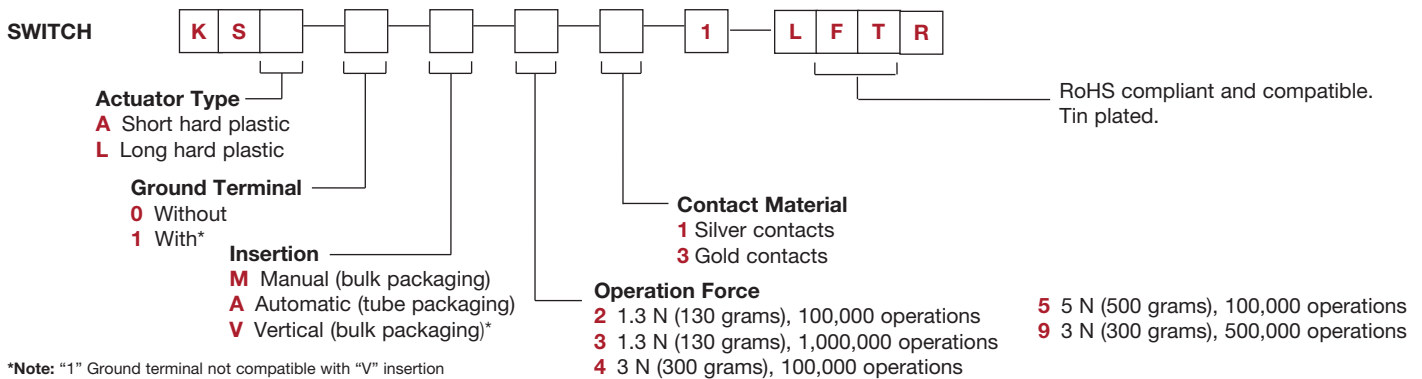 SWITCH K S 1 L F T R
RoHS compliant and compatible.
Tin plated.
Actuator Type
A Short hard plastic
L Long hard plastic
Ground Terminal
0 Without
1 With*
Insertion
M Manual (bulk packaging)
A Automatic (tube packaging)
V Vertical (bulk packaging)*
Contact Material
1 Silver contacts
3 Gold contacts
Operation Force
2 1.3 N (130 grams), 100,000 operations
3 1.3 N (130 grams), 1,000,000 operations
4 3 N (300 grams), 100,000 operations
5 5 N (500 grams), 100,000 operations
9 3 N (300 grams), 500,000 operations
*Note: “1” Ground terminal not compatible with “V” insertion